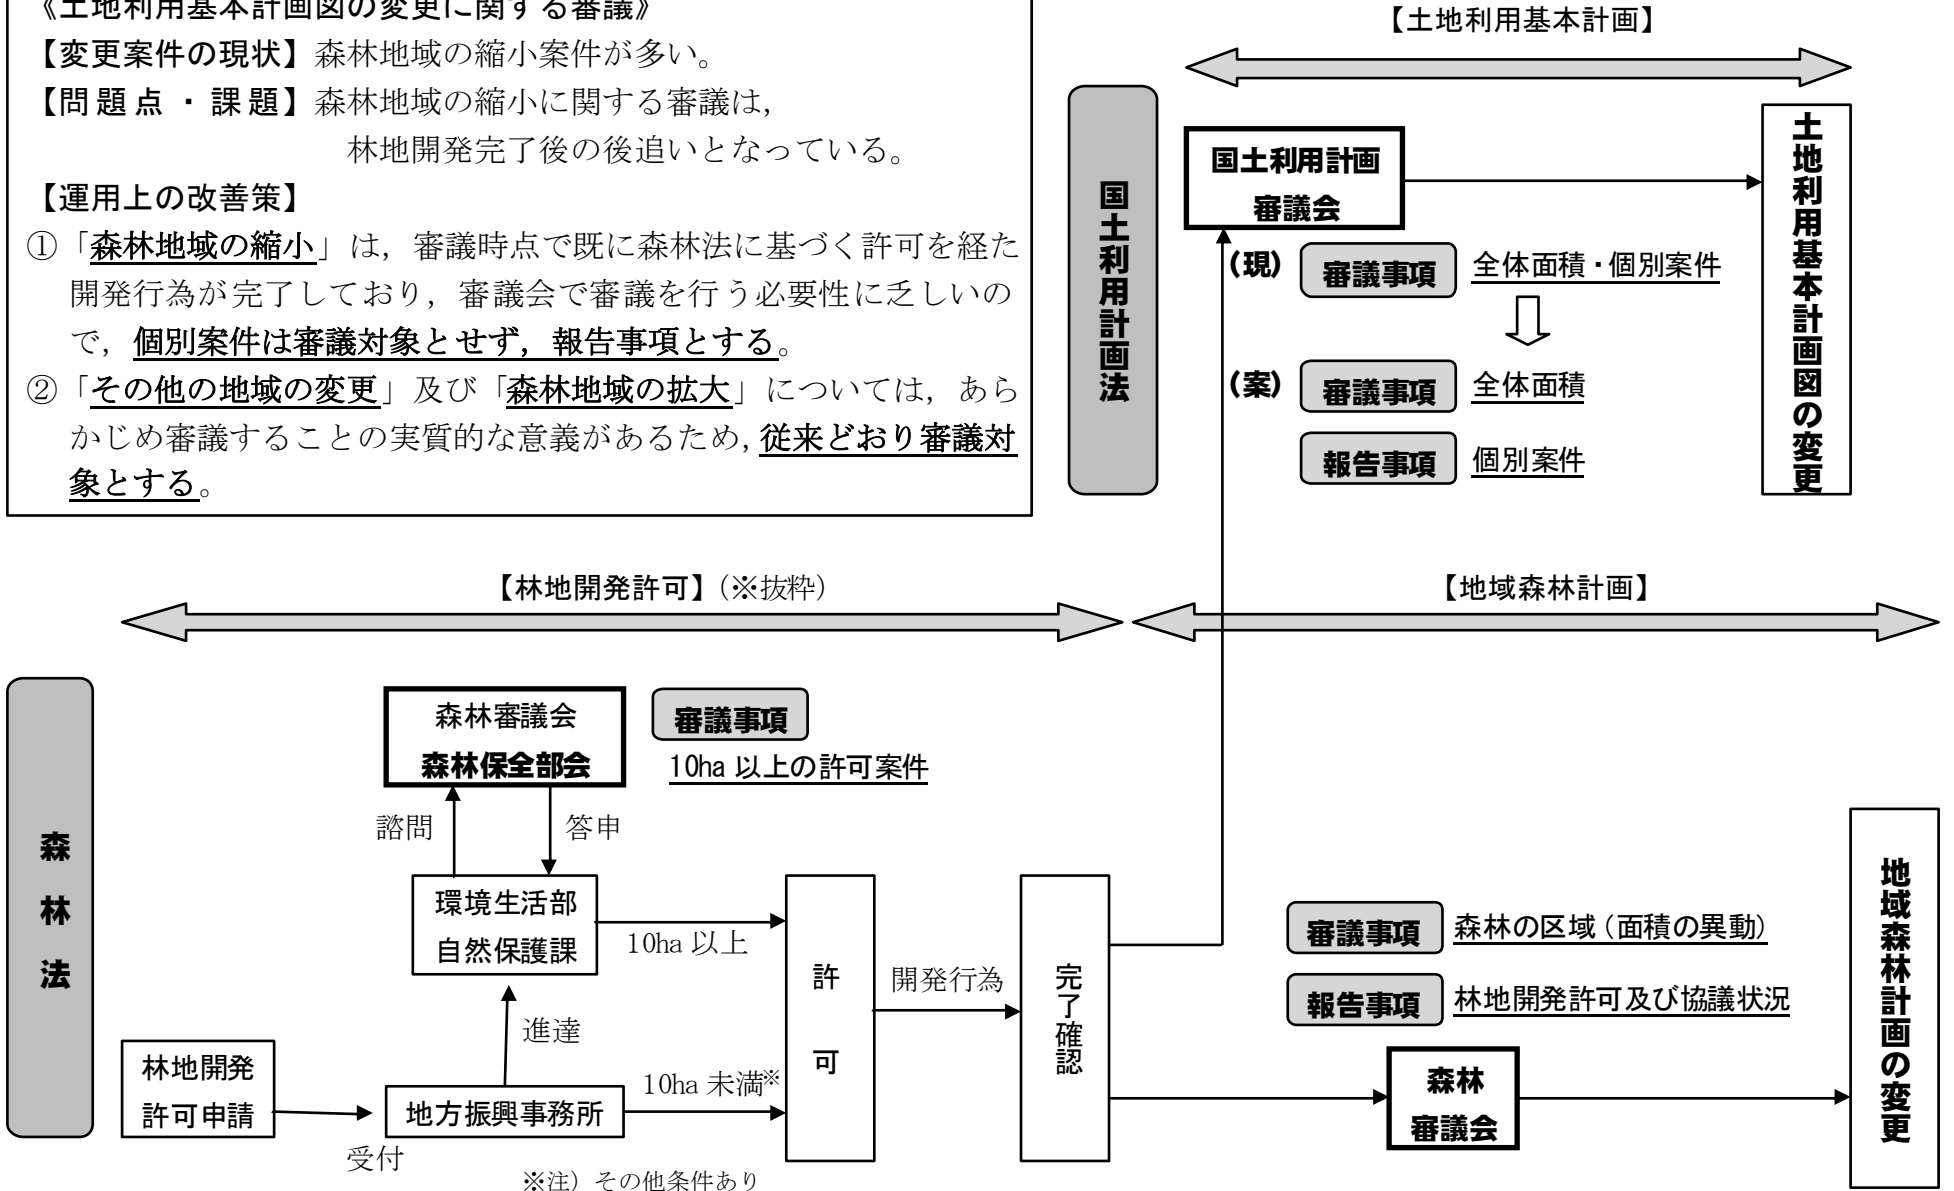 《土地利用基本計画図の変更に関する審議》
【変更案件の現状】森林地域の縮小案件が多い。
【問題点・課題】森林地域の縮小に関する審議は，
林地開発完了後の後追いとなっている。
【運用上の改善策】
①「森林地域の縮小」は，審議時点で既に森林法に基づく許可を経た
開発行為が完了しており，審議会で審議を行う必要性に乏しいの
で，個別案件は審議対象とせず，報告事項とする。
②「その他の地域の変更」及び「森林地域の拡大」については，あら
かじめ審議することの実質的な意義があるため，従来どおり審議対
象とする。
【土地利用基本計画】
国土利用計画法
国土利用計画
審議会
（現） 審議事項 全体面積・個別案件
（案） 審議事項 全体面積
報告事項 個別案件
土地利用基本計画図の変更
【林地開発許可】（※抜粋）
【地域森林計画】
森林法
森林審議会
森林保全部会
審議事項
10ha 以上の許可案件
諮問
答申
環境生活部
自然保護課
10ha 以上
進達
林地開発
許可申請
受付
地方振興事務所
10ha 未満※
※注）その他条件あり
許可
開発行為
完了確認
審議事項 森林の区域（面積の異動）
報告事項 林地開発許可及び協議状況
森林
審議会
地域森林計画の変更